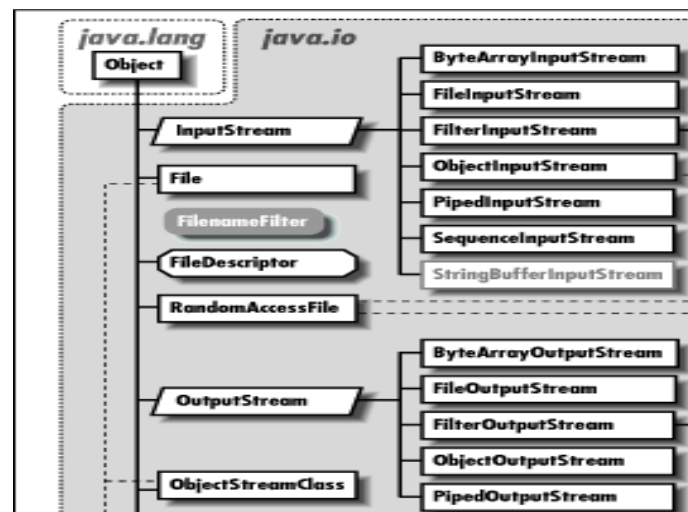 java.lang
java.io
Object
InputStream
File
FilenameFilter
FileDescriptor
RandomAccessFile
OutputStream
ObjectStreamClass
ByteArrayInputStream
FileInputStream
FilterInputStream
ObjectInputStream
PipedInputStream
SequenceInputStream
StringBufferInputStream
ByteArrayOutputStream
FileOutputStream
FilterOutputStream
ObjectOutputStream
PipedOutputStream